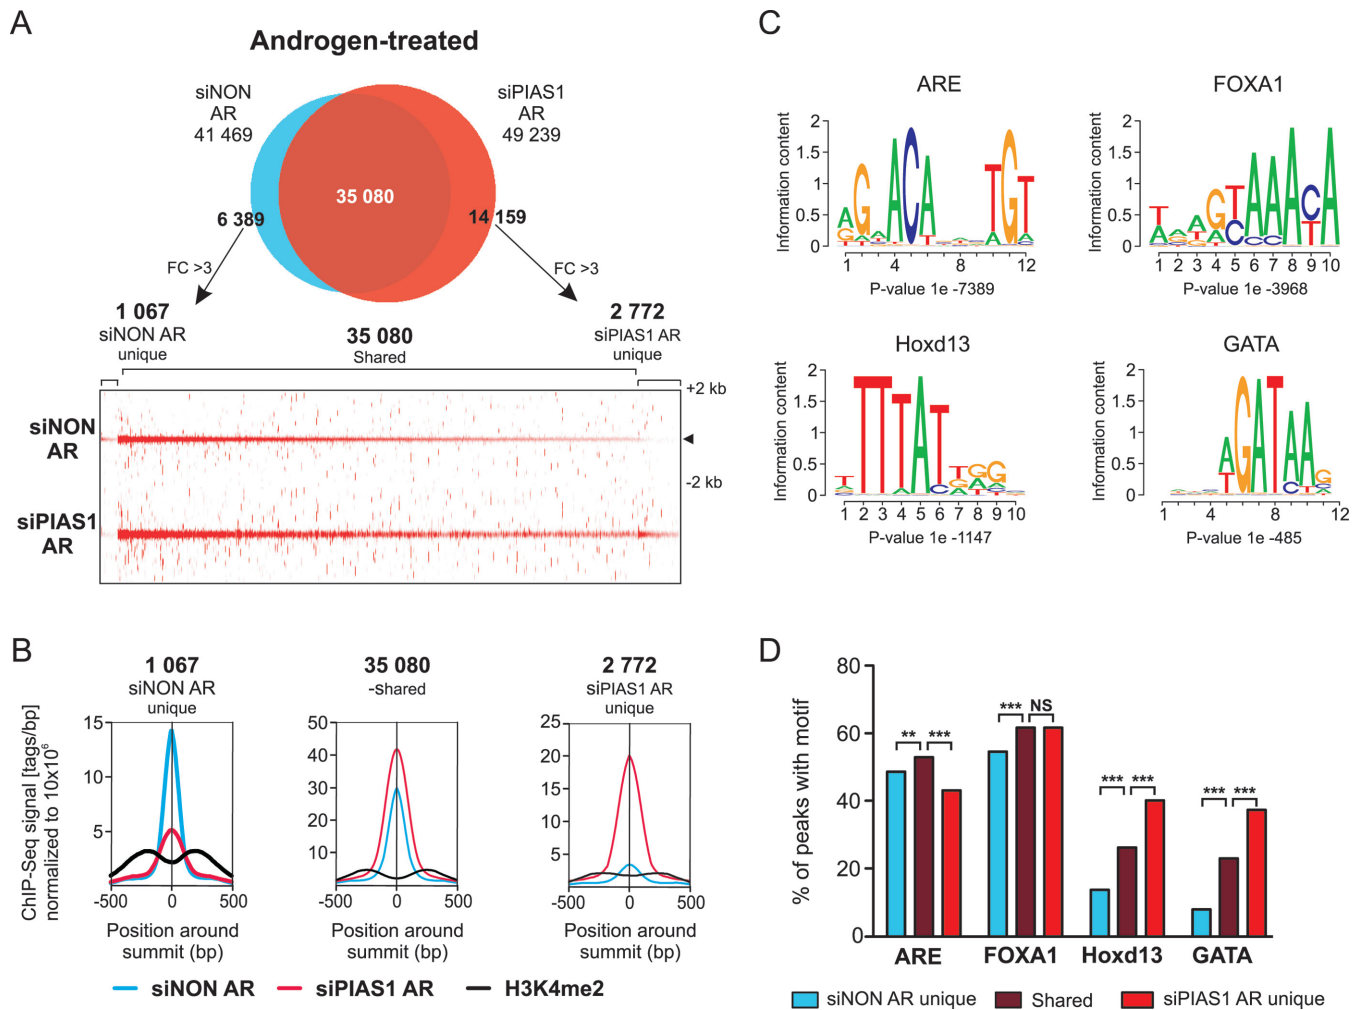 A
Androgen-treated
siNON
AR
41 469
siPIAS1
AR
49 239
35 080
6 389
14 159
FC >3
FC >3
1 067
siNON AR
unique
35 080
Shared
2 772
siPIAS1 AR
unique
+2 kb
siNON
AR
-2 kb
siPIAS1
AR
B
1 067
siNON AR
unique
35 080
-shared
2 772
siPIAS1 AR
unique
ChIP-Seq signal [tags/bp]
normalized to 10x10⁶
15
10
5
-500 0 500
Position around
summit (bp)
50
40
30
20
10
-500 0 500
Position around
summit (bp)
25
20
15
10
5
-500 0 500
Position around
summit (bp)
siNON AR siPIAS1 AR H3K4me2
C
ARE
Information content
2
1.5
1
0.5
0
1 4 8 12
P-value 1e -7389
FOXA1
Information content
2
1.5
1
0.5
0
1 2 3 4 5 6 7 8 9 10
P-value 1e -3968
Hoxd13
Information content
2
1.5
1
0.5
0
1 2 3 4 5 6 7 8 9 10
P-value 1e -1147
GATA
Information content
2
1.5
1
0.5
0
1 4 8 12
P-value 1e -485
D
% of peaks with motif
80
60
40
20
0
** ***
*** NS
*** ***
*** ***
ARE FOXA1 Hoxd13 GATA
siNON AR unique Shared siPIAS1 AR unique